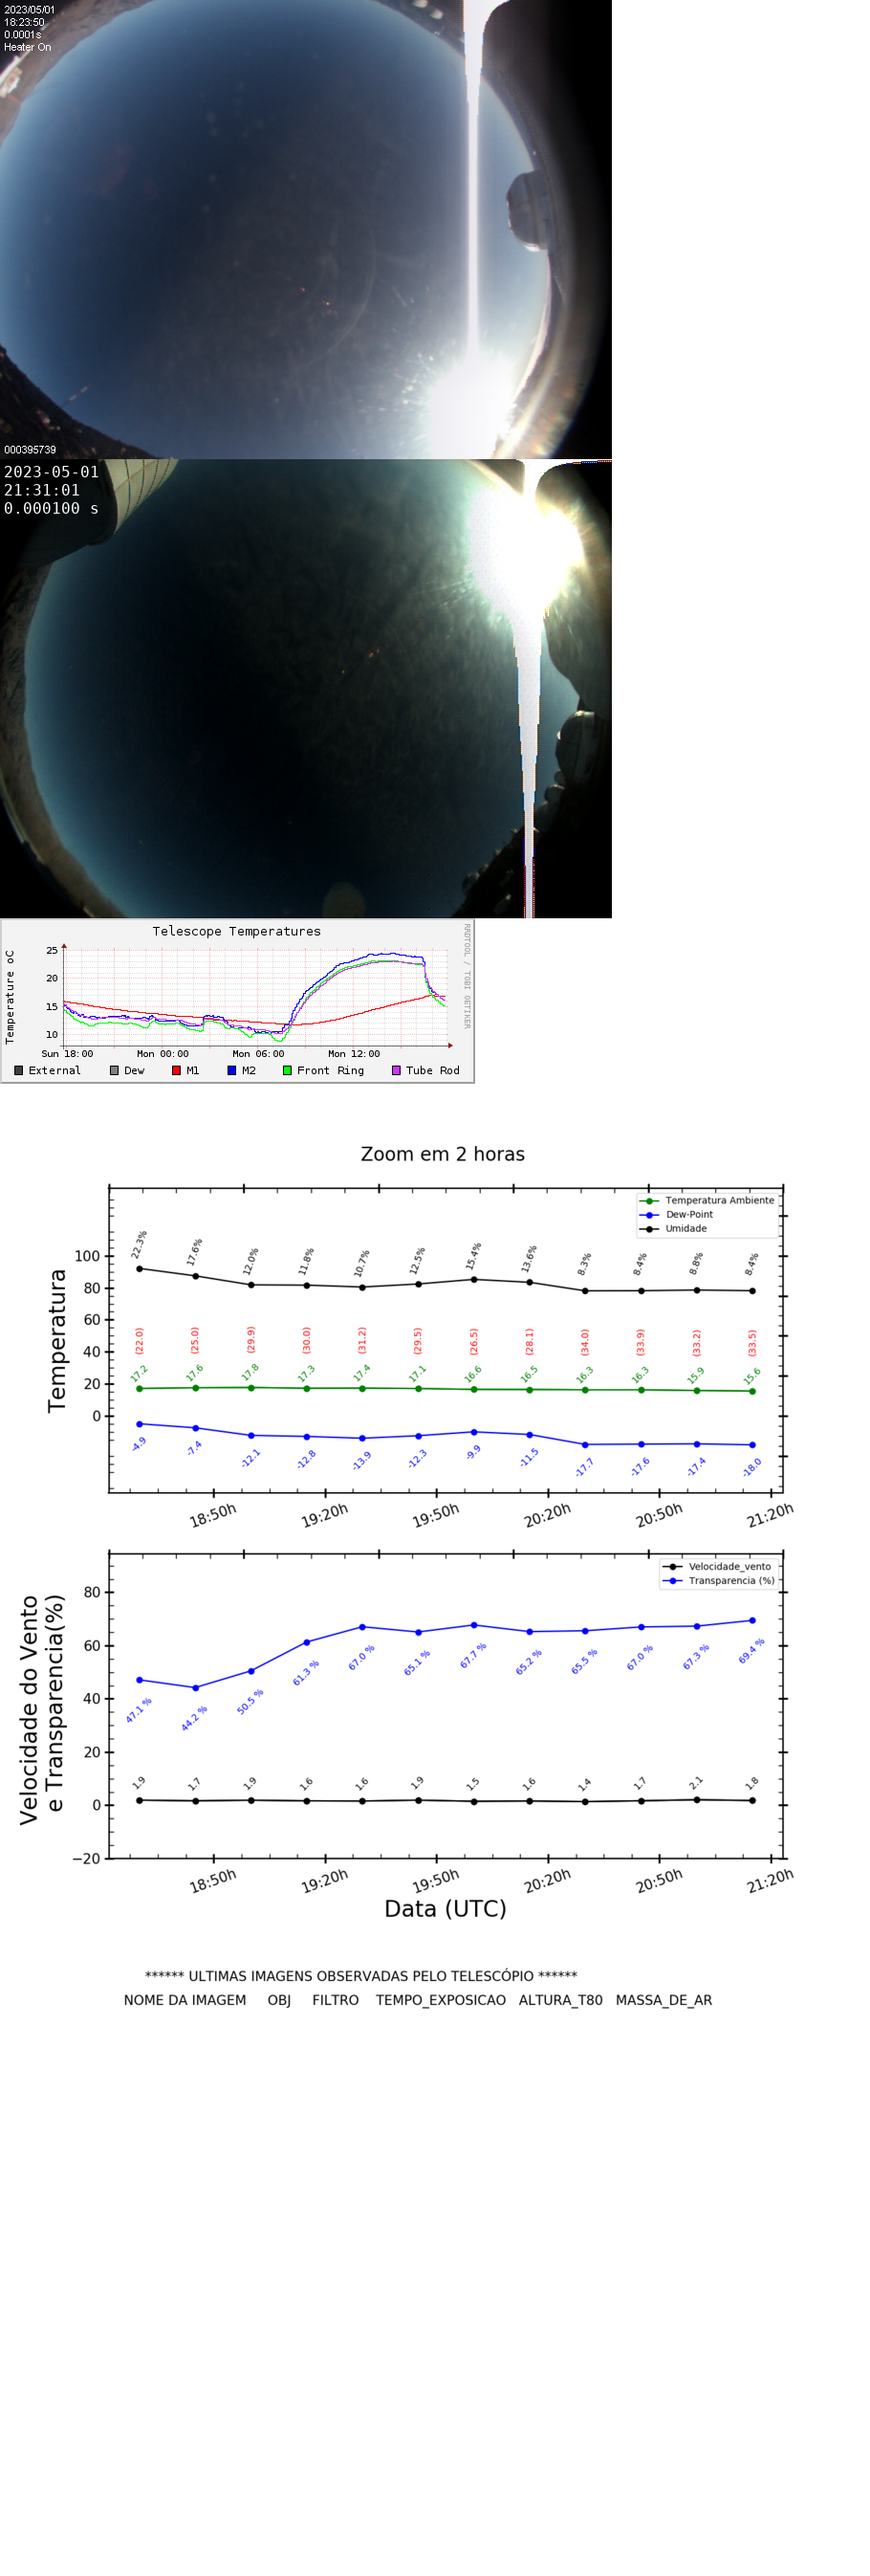 2023/05/01
18:23:50
0.0001s
Heater On
000395739
2023-05-01
21:31:01
0.000100 s
Telescope Temperatures
RRDTOOL / TOBI OETIKER
Temperature oC
25
20
15
10
Sun 18:00 Mon 00:00 Mon 06:00 Mon 12:00
External Dew M1 M2 Front Ring Tube Rod
Zoom em 2 horas
Temperatura Ambiente
Dew-Point
Umidade
Temperatura
100
80
60
40
20
0
22.3% 17.6% 12.0% 11.8% 10.7% 12.5% 15.4% 13.6% 8.3% 8.4% 8.8% 8.4%
(22.0) (25.0) (29.9) (30.0) (31.2) (29.5) (26.5) (28.1) (34.0) (33.9) (33.2) (33.5)
17.2 17.6 17.8 17.3 17.4 17.1 16.6 16.5 16.3 16.3 15.9 15.6
-4.9 -7.4 -12.1 -12.8 -13.9 -12.3 -9.9 -11.5 -17.7 -17.6 -17.4 -18.0
18:50h 19:20h 19:50h 20:20h 20:50h 21:20h
Velocidade_vento
Transparencia (%)
Velocidade do Vento
e Transparencia(%)
80
60
40
20
0
−20
47.1 % 44.2 % 50.5 % 61.3 % 67.0 % 65.1 % 67.7 % 65.2 % 65.5 % 67.0 % 67.3 % 69.4 %
1.9 1.7 1.9 1.6 1.6 1.9 1.5 1.6 1.4 1.7 2.1 1.8
18:50h 19:20h 19:50h 20:20h 20:50h 21:20h
Data (UTC)
****** ULTIMAS IMAGENS OBSERVADAS PELO TELESCÓPIO ******
NOME DA IMAGEM OBJ FILTRO TEMPO_EXPOSICAO ALTURA_T80 MASSA_DE_AR